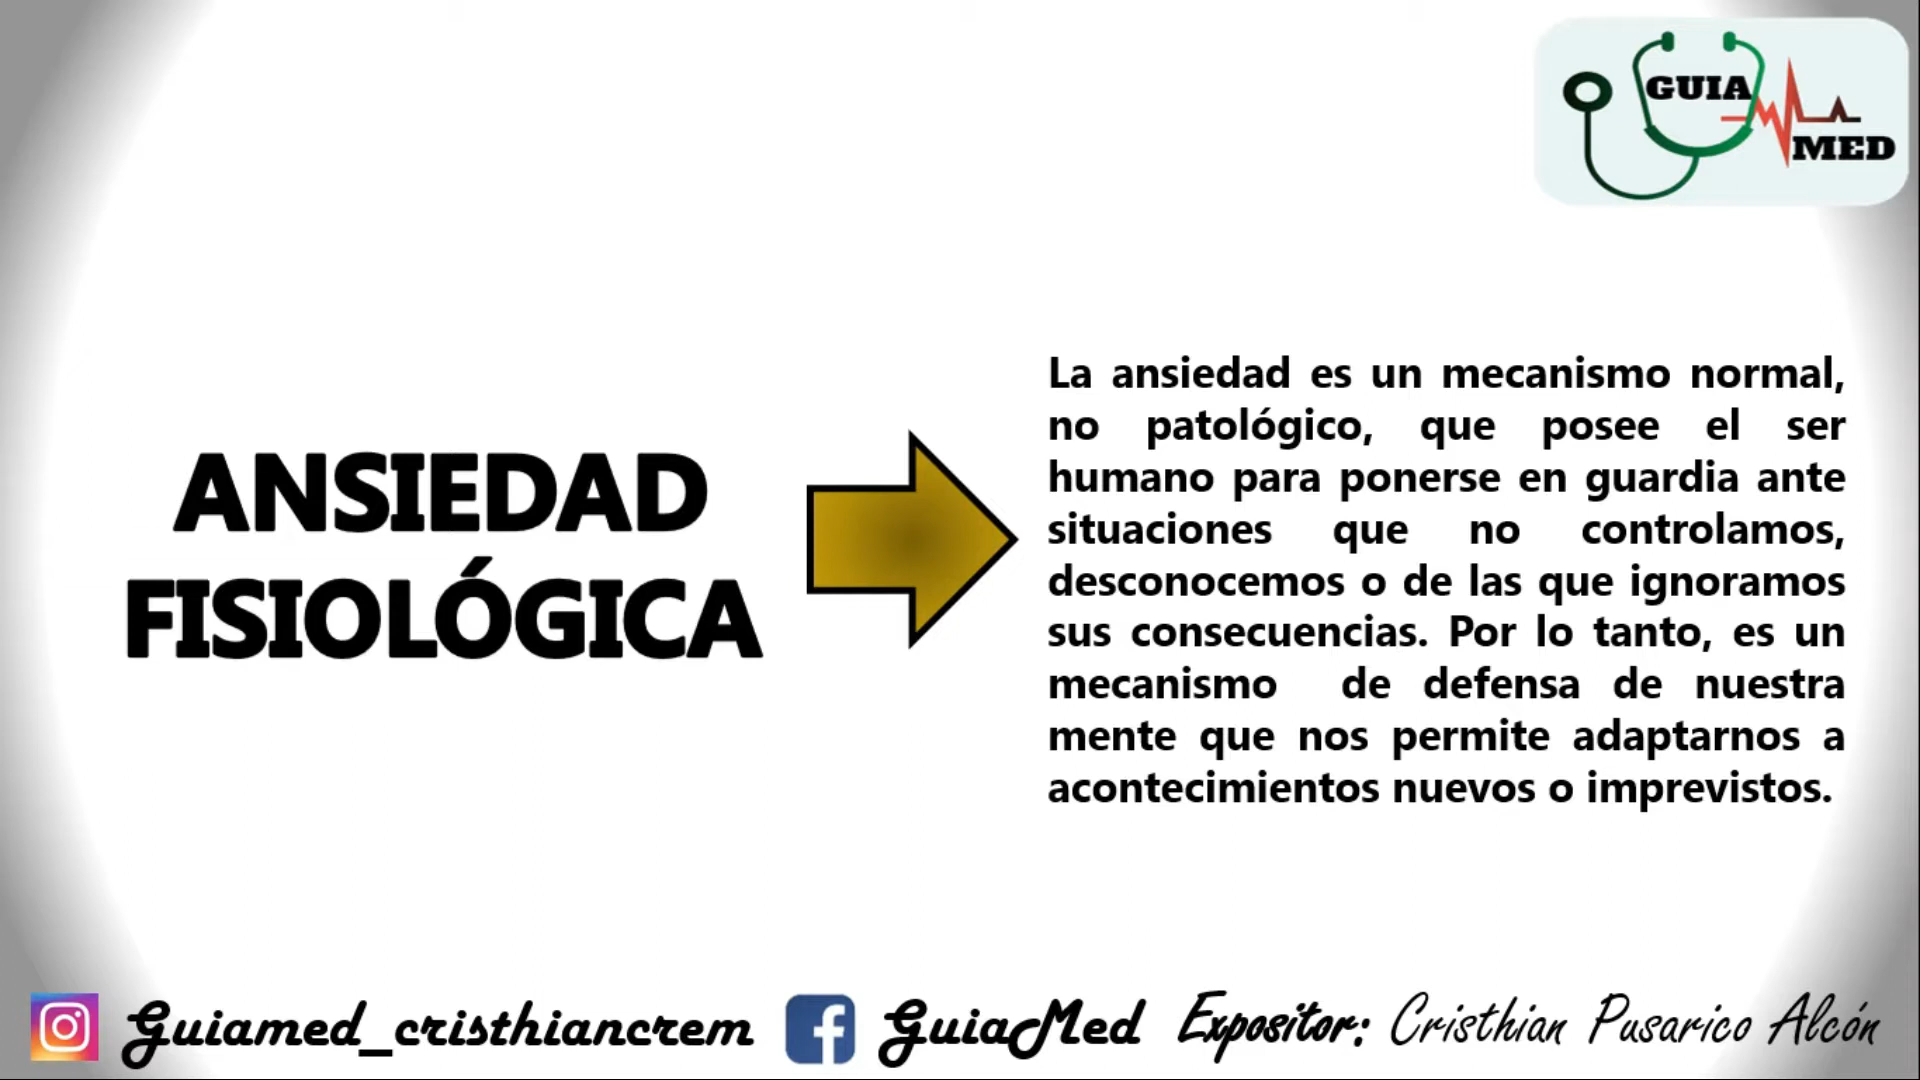 GUIA
MED
ANSIEDAD
FISIOLÓGICA
La ansiedad es un mecanismo normal,
no patológico, que posee el ser
humano para ponerse en guardia ante
situaciones que no controlamos,
desconocemos o de las que ignoramos
sus consecuencias. Por lo tanto, es un
mecanismo de defensa de nuestra
mente que nos permite adaptarnos a
acontecimientos nuevos o imprevistos.
Guiamed_cristhiancrem GuiaMed Expositor: Cristhian Pusarico Alcón